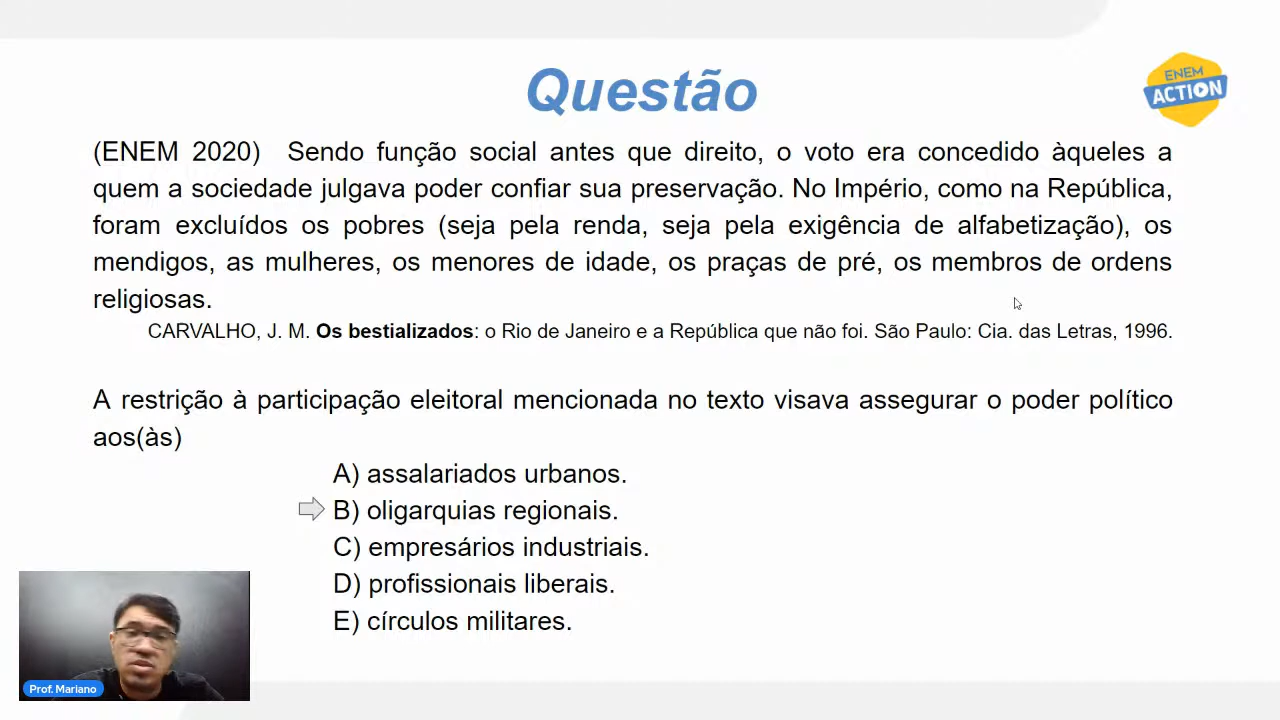 Questão
ENEM
ACTION
(ENEM 2020) Sendo função social antes que direito, o voto era concedido àqueles a
quem a sociedade julgava poder confiar sua preservação. No Império, como na República,
foram excluídos os pobres (seja pela renda, seja pela exigência de alfabetização), os
mendigos, as mulheres, os menores de idade, os praças de pré, os membros de ordens
religiosas.
CARVALHO, J. M. Os bestializados: o Rio de Janeiro e a República que não foi. São Paulo: Cia. das Letras, 1996.
A restrição à participação eleitoral mencionada no texto visava assegurar o poder político
aos(às)
A) assalariados urbanos.
B) oligarquias regionais.
C) empresários industriais.
D) profissionais liberais.
E) círculos militares.
Prof. Mariano